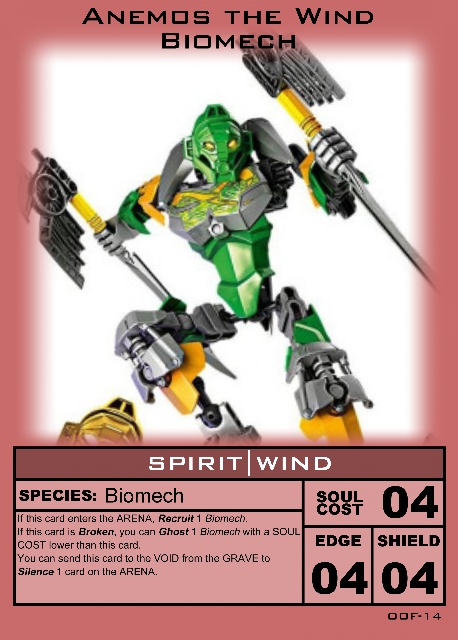 Anemos the Wind
Biomech
SPIRIT|WIND
SPECIES: Biomech
If this card enters the ARENA, Recruit 1 Biomech.
If this card is Broken, you can Ghost 1 Biomech with a SOUL
COST lower than this card.
You can send this card to the VOID from the GRAVE to
Silence 1 card on the ARENA.
SOUL COST 04
EDGE 04
SHIELD 04
OOF-14